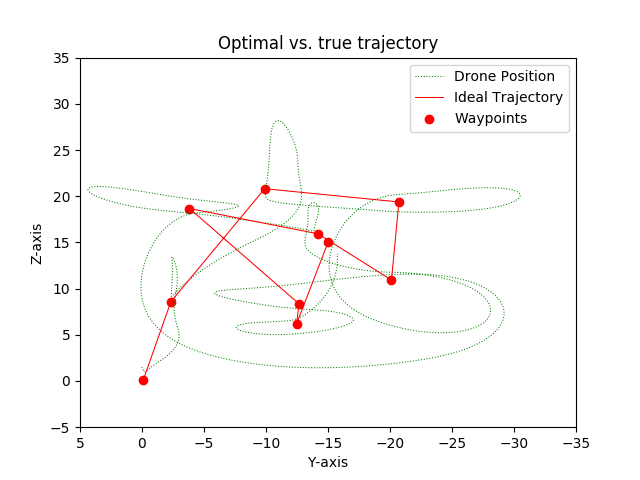 Optimal vs. true trajectory
Drone Position
Ideal Trajectory
Waypoints
Z-axis
35
30
25
20
15
10
5
0
−5
5 0 −5 −10 −15 −20 −25 −30 −35
Y-axis